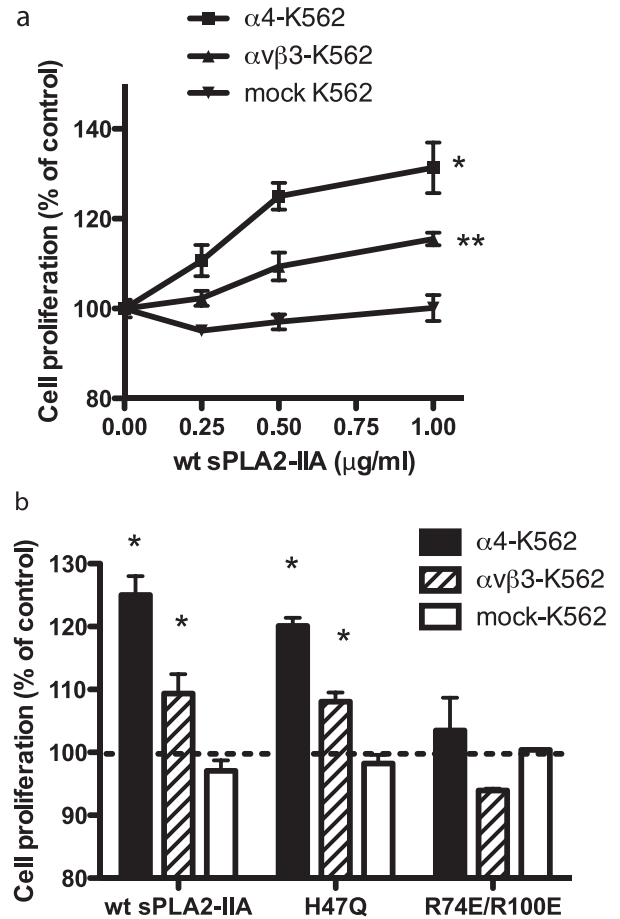 a
α4-K562
αvβ3-K562
mock K562
Cell proliferation (% of control)
140
120
100
80
*
**
0.00 0.25 0.50 0.75 1.00
wt sPLA2-IIA (μg/ml)
b
α4-K562
αvβ3-K562
mock-K562
Cell proliferation (% of control)
130
120
110
100
90
80
* * * *
wt sPLA2-IIA H47Q R74E/R100E